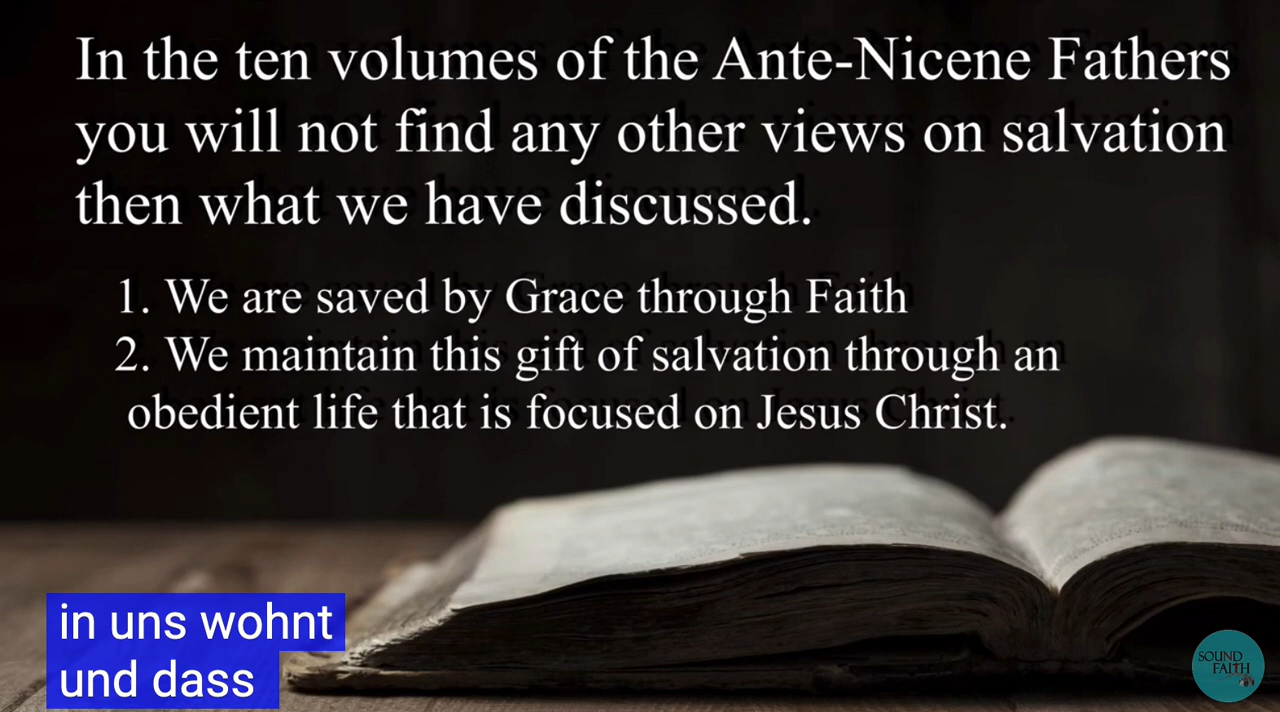 In the ten volumes of the Ante-Nicene Fathers
you will not find any other views on salvation
then what we have discussed.
1. We are saved by Grace through Faith
2. We maintain this gift of salvation through an
obedient life that is focused on Jesus Christ.
in uns wohnt
und dass
SOUND
FAITH